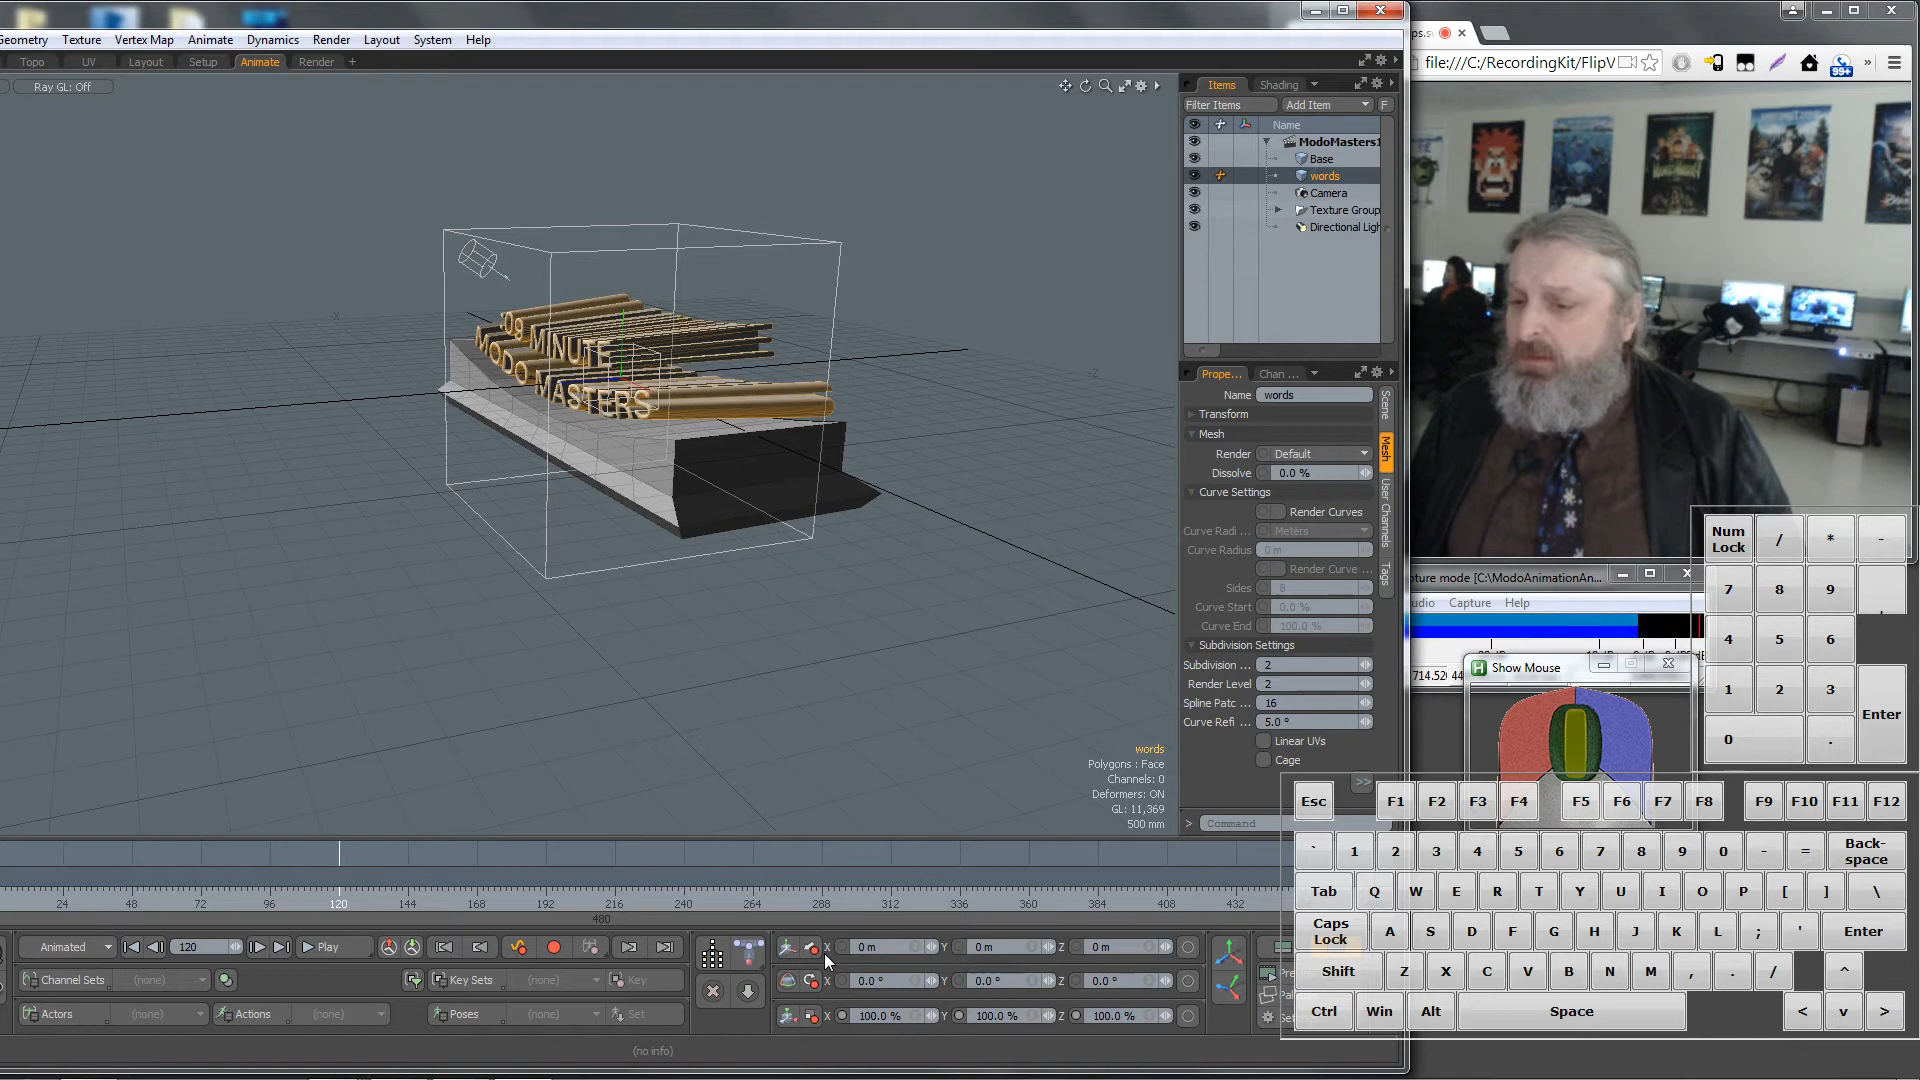 Geometry Texture Vertex Map Animate Dynamics Render Layout System Help
Topo UV Layout Setup Animate Render +
Ray GL: Off
Items Shading
Filter Items Add Item F
Name
ModoMasters1
Base
words
Camera
Texture Group
Directional Ligh
Prope... Chan ...
Name words
Transform
Mesh
Render Default
Dissolve 0.0 %
Curve Settings
Render Curves
Curve Radi ... Meters
Curve Radius 0 m
Render Curve ...
Sides 8
Curve Start 0.0 %
Curve End 100.0 %
Subdivision Settings
Subdivision ... 2
Render Level 2
Spline Patc ... 16
Curve Refi ... 5.0 °
Linear UVs
Cage
>>
> Command
Scene
Mesh
User Channels
Tags
:08 MINUTE
MODO
MASTERS
-X
-Z
words
Polygons : Face
Channels: 0
Deformers: ON
GL: 11,369
500 mm
24 48 72 96 120 144 168 192 216 240 264 288 312 336 360 384 408 432
480
Animated 120 Play
Channel Sets (none) Key Sets (none) Key
Actors (none) Actions (none) Poses (none) Set
X 0 m Y 0 m Z 0 m
X 0.0 ° Y 0.0 ° Z 0.0 °
X 100.0 % Y 100.0 % Z 100.0 %
(no info)
ps.sv
file:///C:/RecordingKit/FlipV
99+
»
pture mode [C:\ModoAnimationAn...
udio Capture Help
714.520 44
H Show Mouse
Num Lock / * -
7 8 9
4 5 6
1 2 3 Enter
0 .
Esc F1 F2 F3 F4 F5 F6 F7 F8 F9 F10 F11 F12
` 1 2 3 4 5 6 7 8 9 0 - = Back-space
Tab Q W E R T Y U I O P [ ] \
Caps Lock A S D F G H J K L ; ' Enter
Shift Z X C V B N M , . / ^
Ctrl Win Alt Space < v >